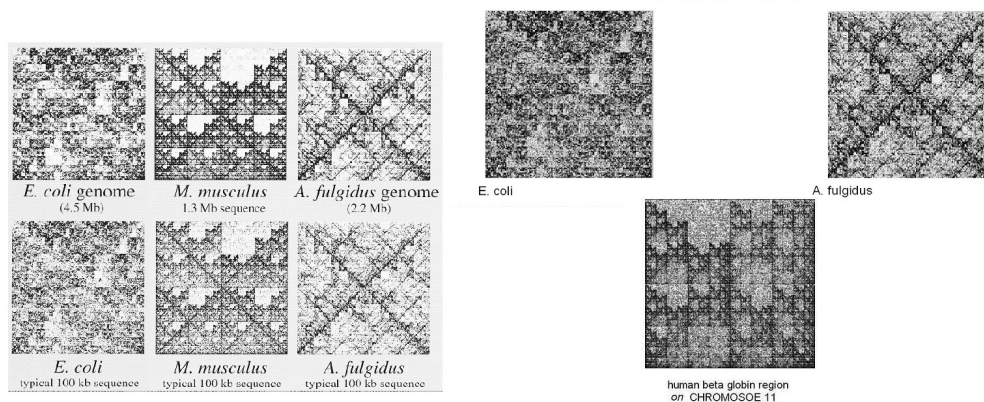 E. coli genome
(4.5 Mb)
M. musculus
1.3 Mb sequence
A. fulgidus genome
(2.2 Mb)
E. coli
typical 100 kb sequence
M. musculus
typical 100 kb sequence
A. fulgidus
typical 100 kb sequence
E. coli
A. fulgidus
human beta globin region
on CHROMOSOE 11